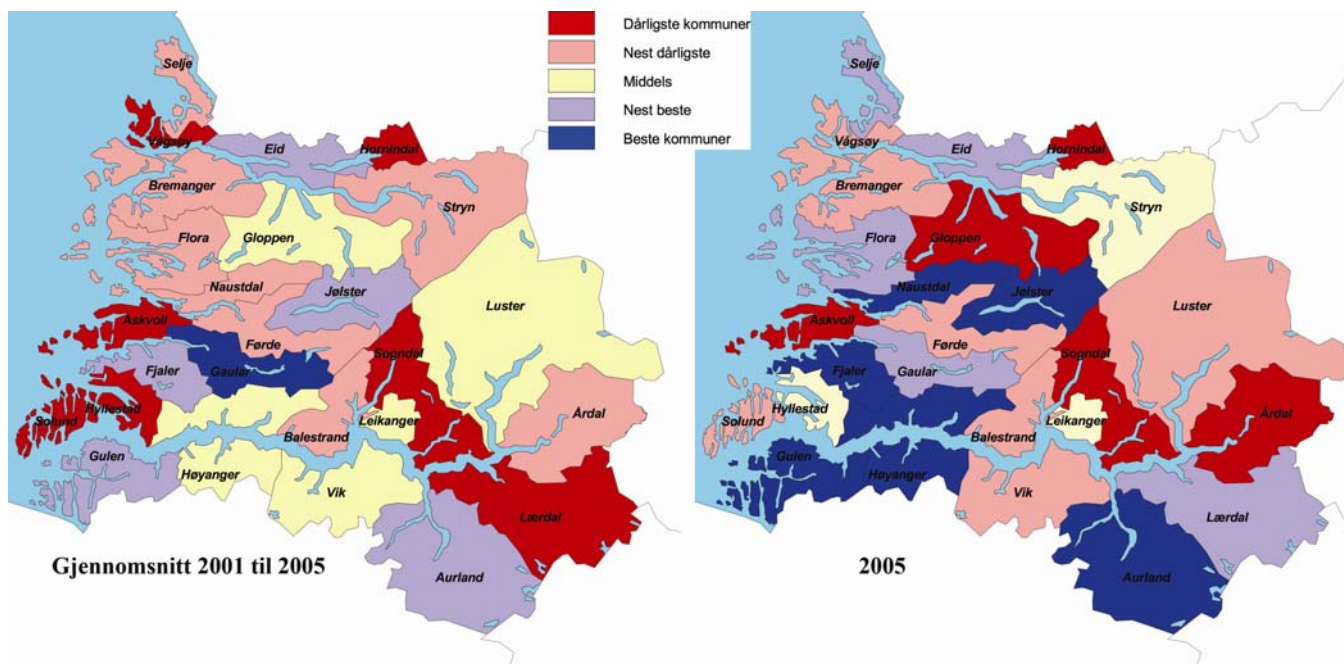 Dårligste kommuner
Nest dårligste
Middels
Nest beste
Beste kommuner
Selje
Vågsøy
Eid
Hornindal
Bremanger
Stryn
Flora
Gloppen
Naustdal
Jølster
Luster
Askvoll
Førde
Sogndal
Fjaler
Gaular
Årdal
Solund
Hyllestad
Leikanger
Balestrand
Gulen
Høyanger
Vik
Lærdal
Aurland
Gjennomsnitt 2001 til 2005
Selje
Vågsøy
Eid
Hornindal
Bremanger
Stryn
Flora
Gloppen
Naustdal
Jølster
Luster
Askvoll
Førde
Sogndal
Fjaler
Gaular
Årdal
Solund
Hyllestad
Leikanger
Balestrand
Gulen
Høyanger
Vik
Lærdal
Aurland
2005